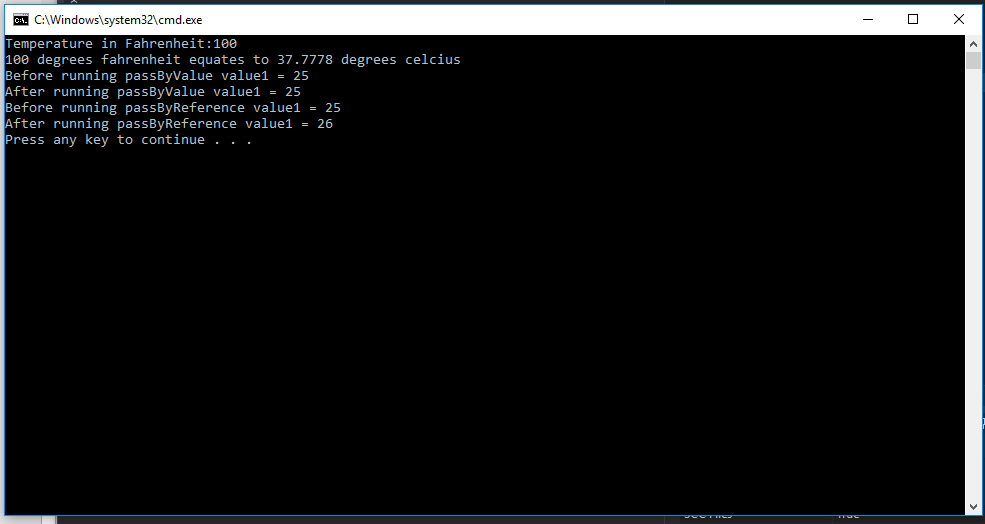 C:\Windows\system32\cmd.exe
Temperature in Fahrenheit:100
100 degrees fahrenheit equates to 37.7778 degrees celcius
Before running passByValue value1 = 25
After running passByValue value1 = 25
Before running passByReference value1 = 25
After running passByReference value1 = 26
Press any key to continue . . .